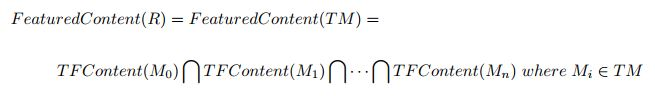 FeaturedContent(R) = FeaturedContent(TM) =
TFContent(M₀) ⋂ TFContent(M₁) ⋂ ⋯ ⋂ TFContent(Mₙ) where Mᵢ ∈ TM